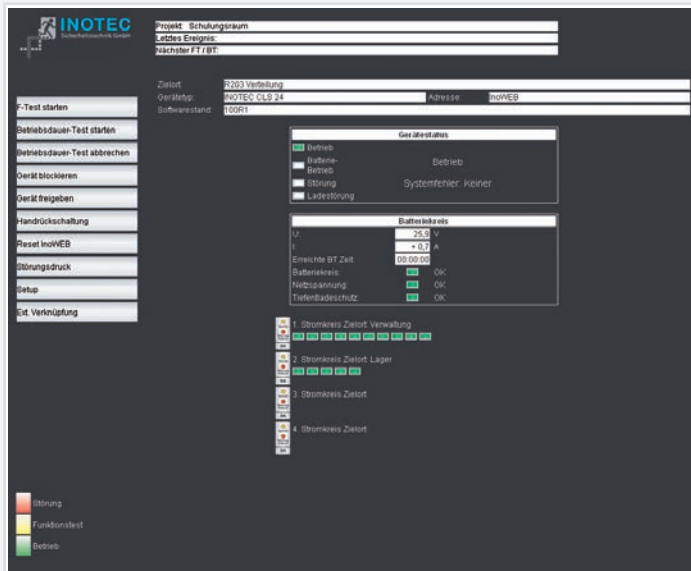 INOTEC
Sicherheitstechnik GmbH
Projekt: Schulungsraum
Letztes Ereignis:
Nächster FT / BT:
Zielort: R203 Verteilung
Gerätetyp: INOTEC CLS 24 Adresse: InoWEB
Softwarestand: 100R1
F-Test starten
Betriebsdauer-Test starten
Betriebsdauer-Test abbrechen
Gerät blockieren
Gerät freigeben
Handrückschaltung
Reset InoWEB
Störungsdruck
Setup
Ext. Verknüpfung
Gerätestatus
Betrieb
Batterie-
Betrieb
Betrieb
Störung
Systemfehler: Keiner
Ladestörung
Batteriekreis
U: 25,9 V
I: + 0,7 A
Erreichte BT Zeit: 00:00:00
Batteriekreis: OK
Netzspannung: OK
Tiefentladeschutz: OK
1. Stromkreis Zielort: Verwaltung
2. Stromkreis Zielort: Lager
3. Stromkreis Zielort:
4. Stromkreis Zielort:
Störung
Funktionstest
Betrieb